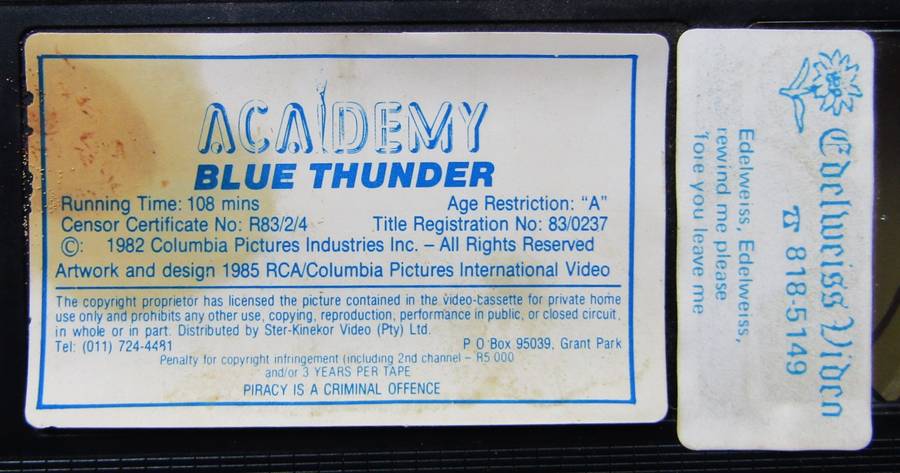 ACADEMY
BLUE THUNDER
Running Time: 108 mins Age Restriction: “A”
Censor Certificate No: R83/2/4 Title Registration No: 83/0237
©: 1982 Columbia Pictures Industries Inc. – All Rights Reserved
Artwork and design 1985 RCA/Columbia Pictures International Video
The copyright proprietor has licensed the picture contained in the video-cassette for private home
use only and prohibits any other use, copying, reproduction, performance in public, or closed circuit,
in whole or in part. Distributed by Ster-Kinekor Video (Pty) Ltd.
Tel: (011) 724-4481 P O Box 95039, Grant Park
Penalty for copyright infringement (including 2nd channel – R5 000
and/or 3 YEARS PER TAPE
PIRACY IS A CRIMINAL OFFENCE
Edelweiss Video
☎ 818-5149
Edelweiss, Edelweiss,
rewind me please
'fore you leave me